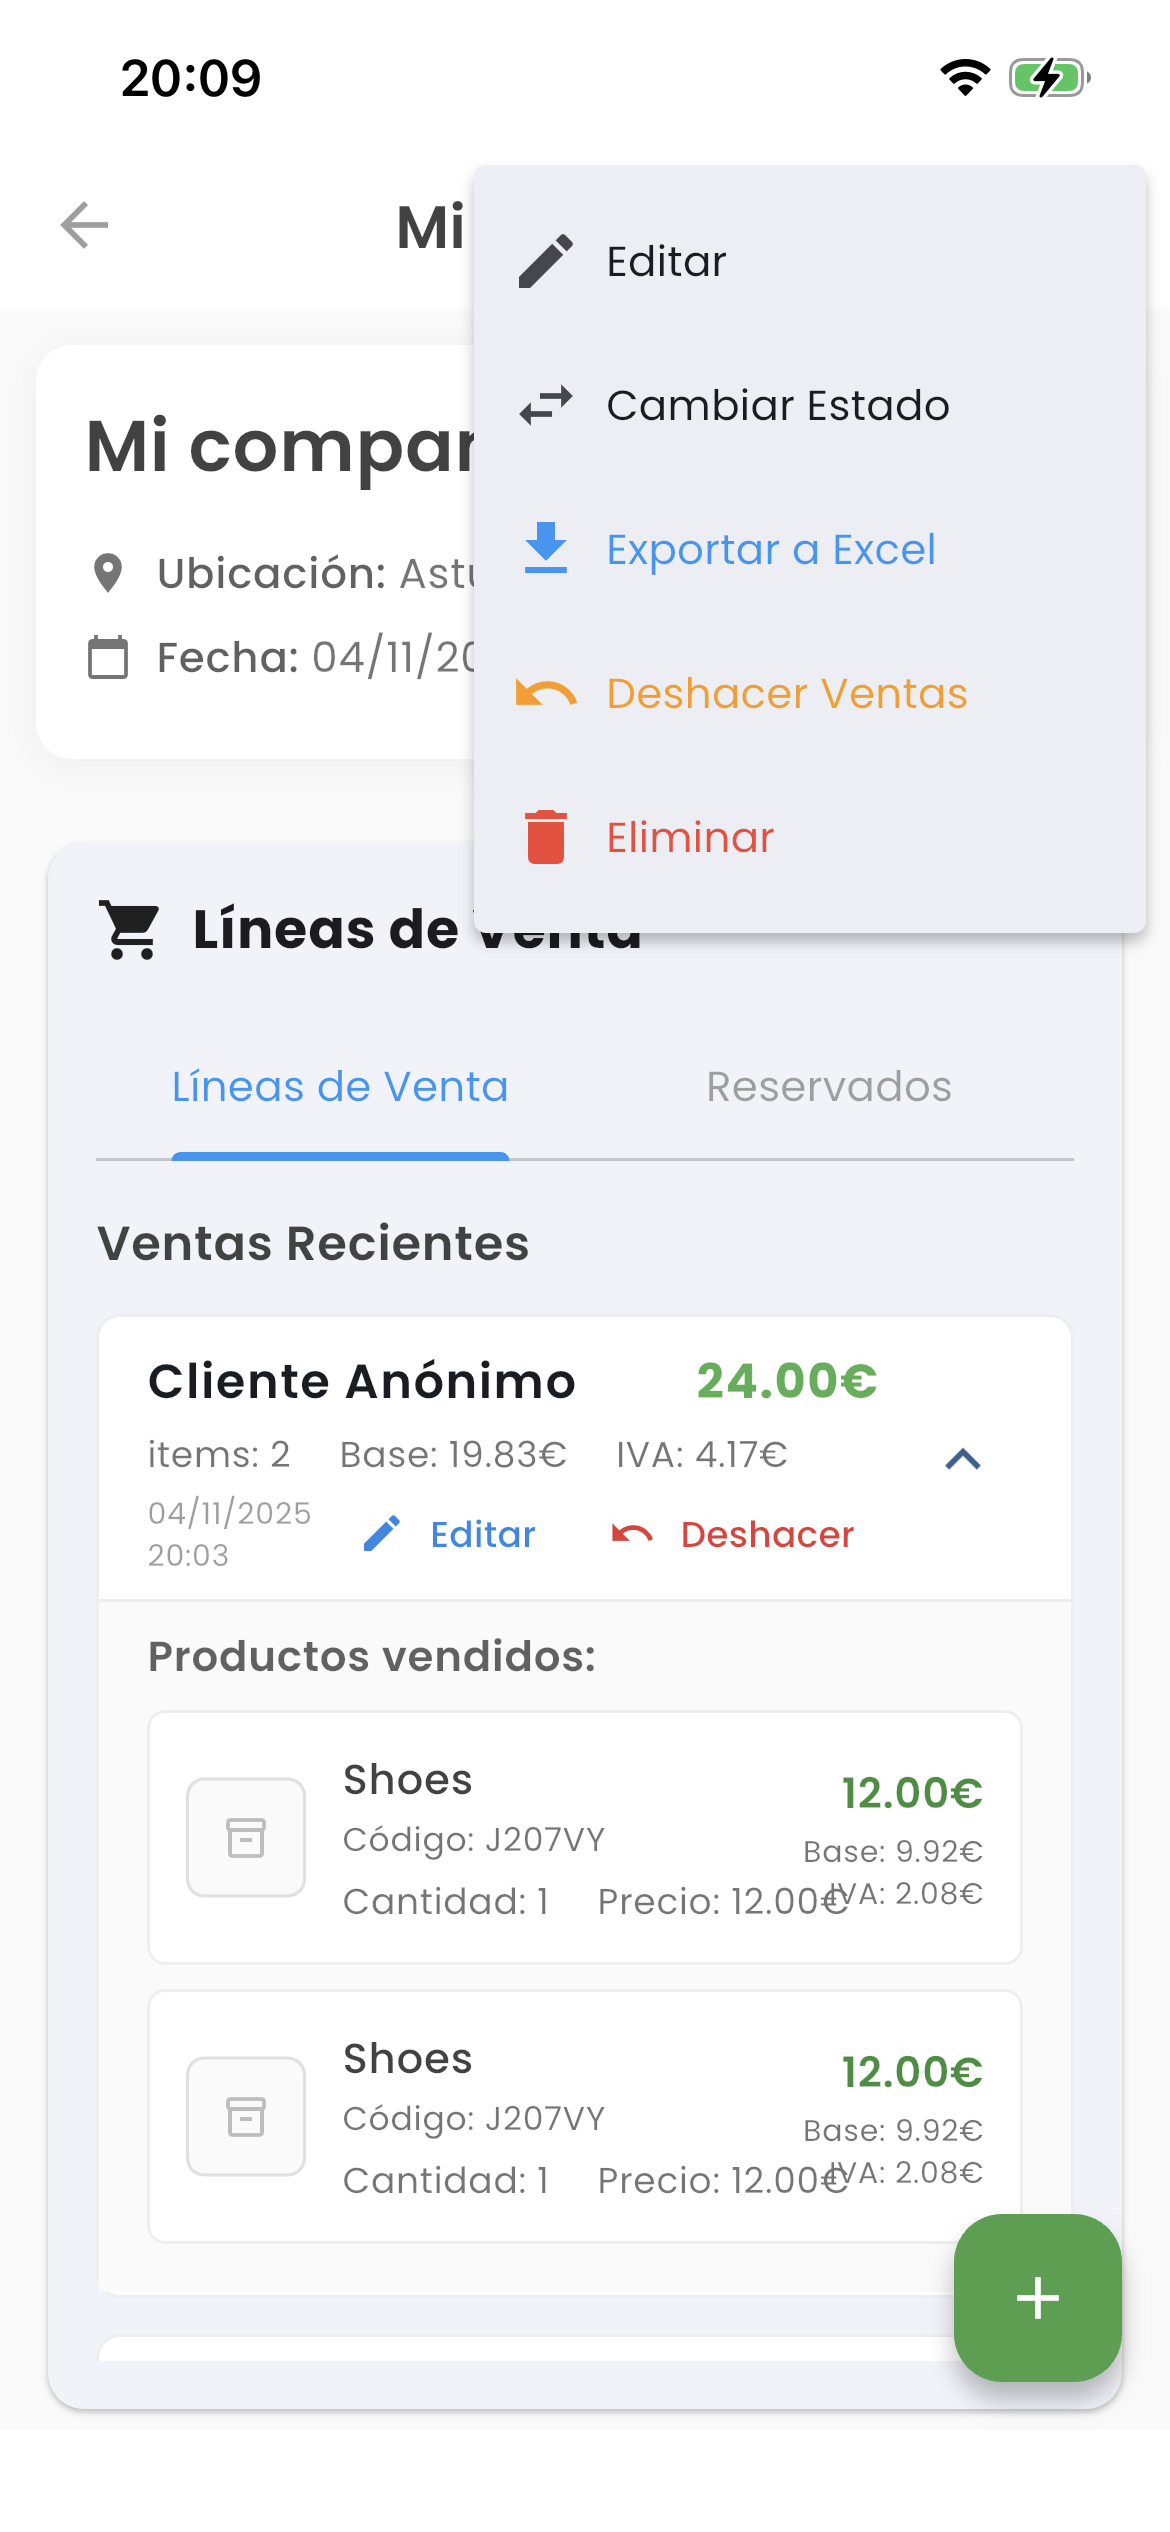 20:09
Mi
Editar
Cambiar Estado
Exportar a Excel
Deshacer Ventas
Eliminar
Mi
Ubicación:
Fecha: 04/11/20
Líneas de Venta
Líneas de Venta
Reservados
Ventas Recientes
Cliente Anónimo 24.00€
items: 2 Base: 19.83€ IVA: 4.17€
04/11/2025
20:03
Editar Deshacer
Productos vendidos:
Shoes
12.00€
Código: J207VY
Base: 9.92€
Cantidad: 1 Precio: 12.00€
IVA: 2.08€
Shoes
12.00€
Código: J207VY
Base: 9.92€
Cantidad: 1 Precio: 12.00€
IVA: 2.08€